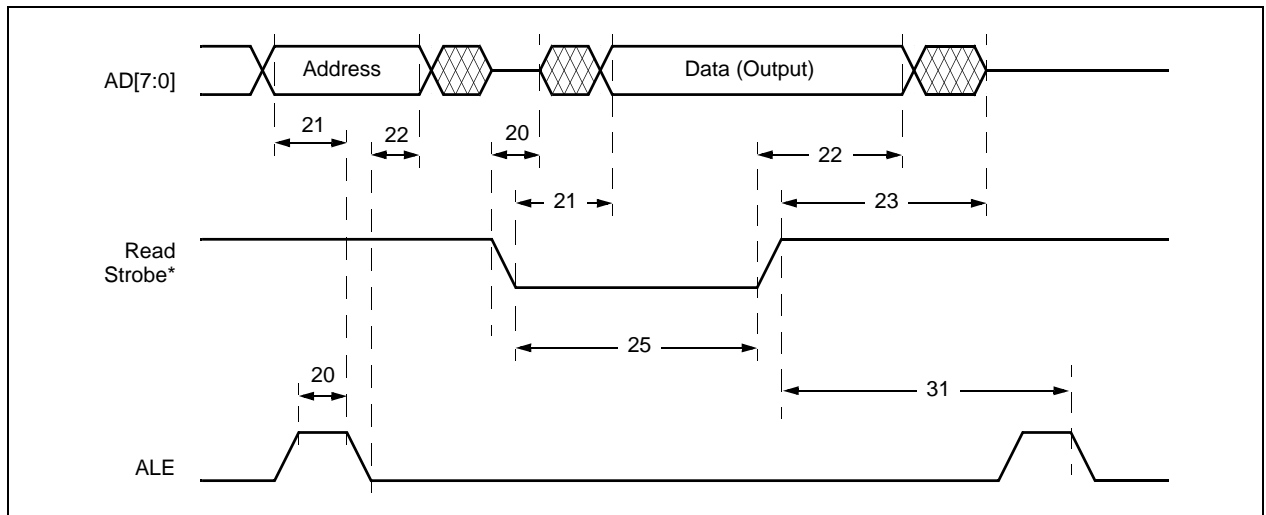 AD[7:0]
Address
Data (Output)
21
22
20
22
21
23
Read
Strobe*
25
20
31
ALE